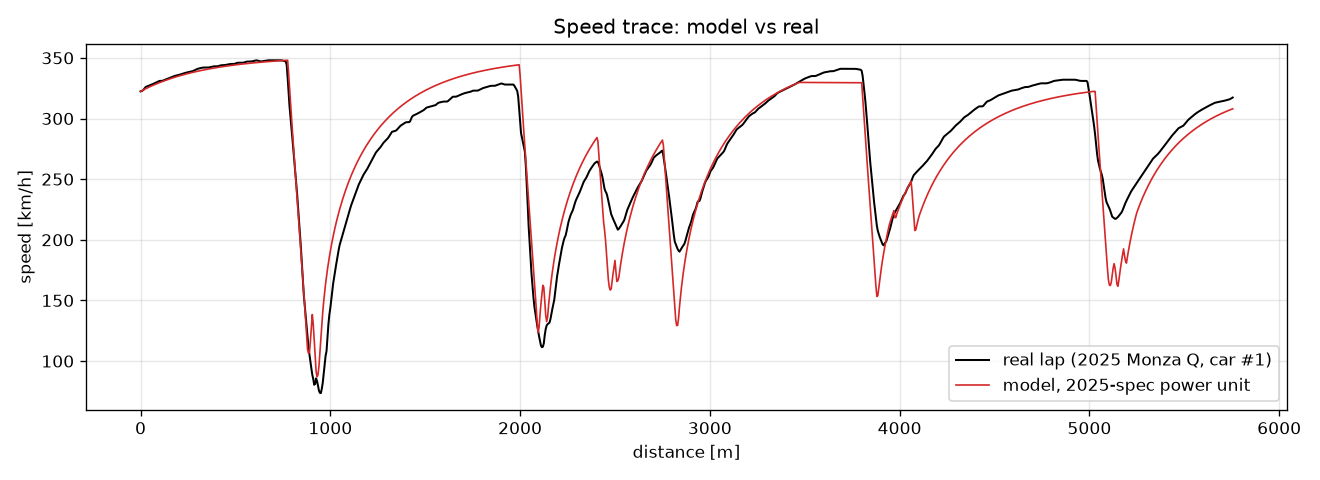 Speed trace: model vs real
speed [km/h]
350
300
250
200
150
100
0
1000
2000
3000
4000
5000
6000
distance [m]
real lap (2025 Monza Q, car #1)
model, 2025-spec power unit